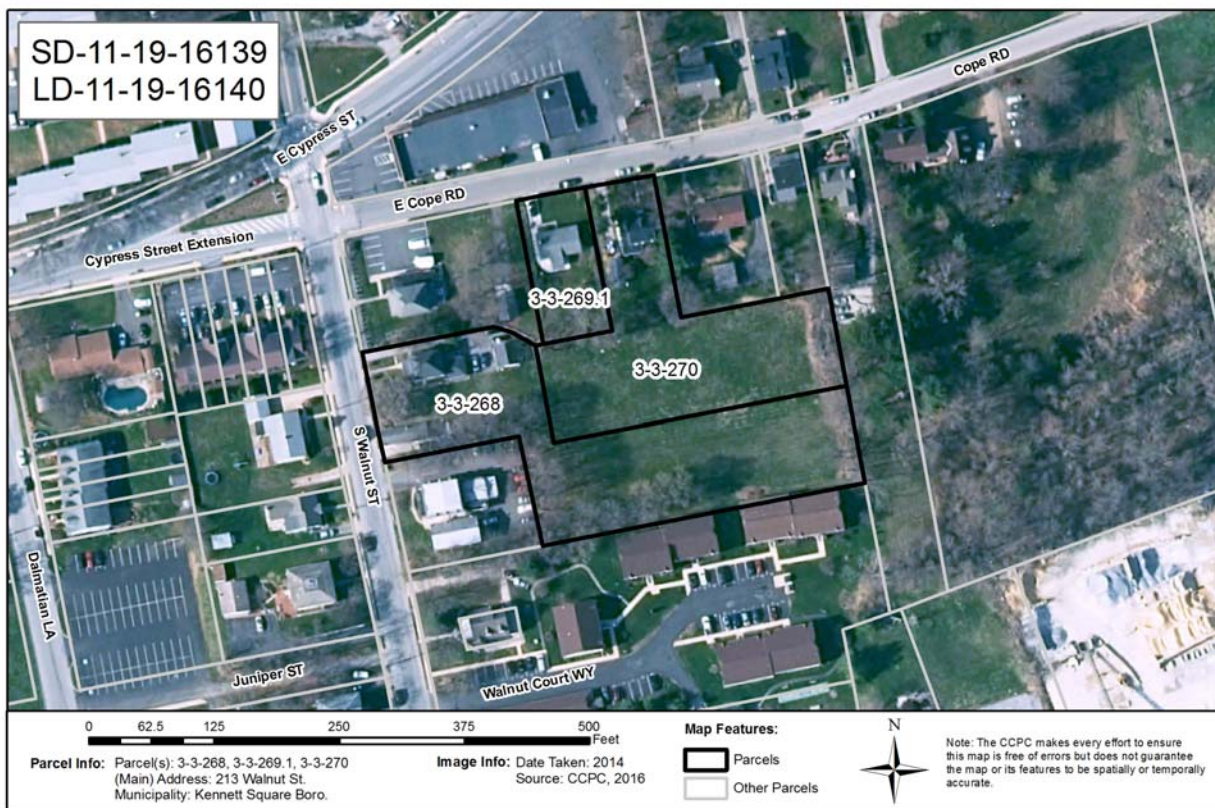 SD-11-19-16139
LD-11-19-16140
Cope RD
E Cypress ST
E Cope RD
Cypress Street Extension
3-3-269.1
3-3-270
3-3-268
S Walnut ST
Dalmatian LA
Juniper ST
Walnut Court WY
0 62.5 125 250 375 500
Feet
Parcel Info: Parcel(s): 3-3-268, 3-3-269.1, 3-3-270
(Main) Address: 213 Walnut St.
Municipality: Kennett Square Boro.
Image Info: Date Taken: 2014
Source: CCPC, 2016
Map Features:
Parcels
Other Parcels
N
Note: The CCPC makes every effort to ensure
this map is free of errors but does not guarantee
the map or its features to be spatially or temporally
accurate.